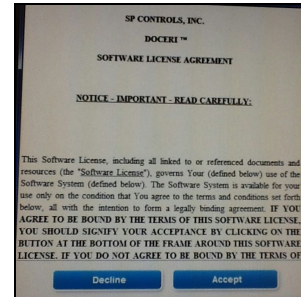 SP CONTROLS, INC.
DOCERI ™
SOFTWARE LICENSE AGREEMENT
NOTICE - IMPORTANT - READ CAREFULLY:
This Software License, including all linked to or referenced documents and
resources (the "Software License"), governs Your (defined below) use of the
Software System (defined below). The Software System is available for your
use only on the condition that You agree to the terms and conditions set forth
below, all with the intention to form a legally binding agreement. IF YOU
AGREE TO BE BOUND BY THE TERMS OF THIS SOFTWARE LICENSE,
YOU SHOULD SIGNIFY YOUR ACCEPTANCE BY CLICKING ON THE
BUTTON AT THE BOTTOM OF THE FRAME AROUND THIS SOFTWARE
LICENSE. IF YOU DO NOT AGREE TO BE BOUND BY THE TERMS OF
Decline Accept